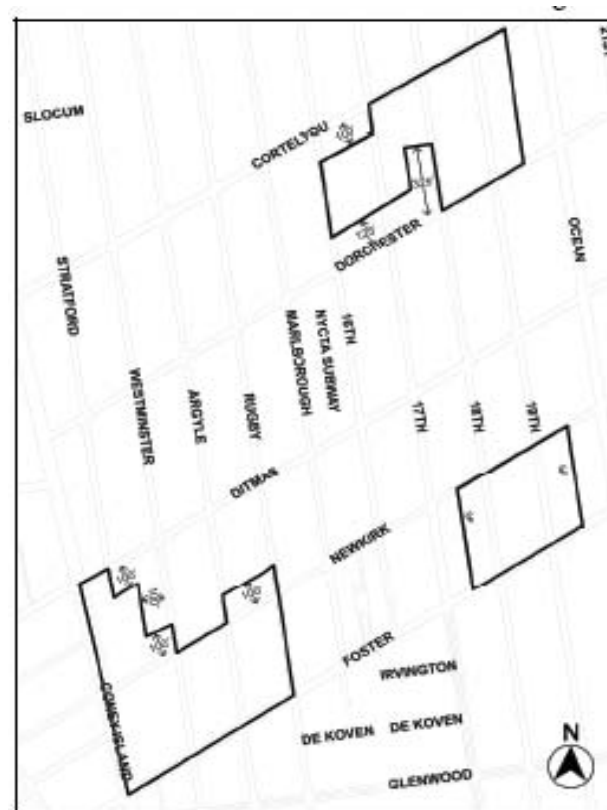 SLOCUM
CORTELYOU
DORCHESTER
OCEAN
STRATFORD
WESTMINSTER
ARGYLE
RUGBY
MARLBOROUGH
NYCTA SUBWAY
16TH
17TH
18TH
19TH
DITMAS
NEWKIRK
FOSTER
IRVINGTON
CONEY ISLAND
DE KOVEN
DE KOVEN
GLENWOOD
N